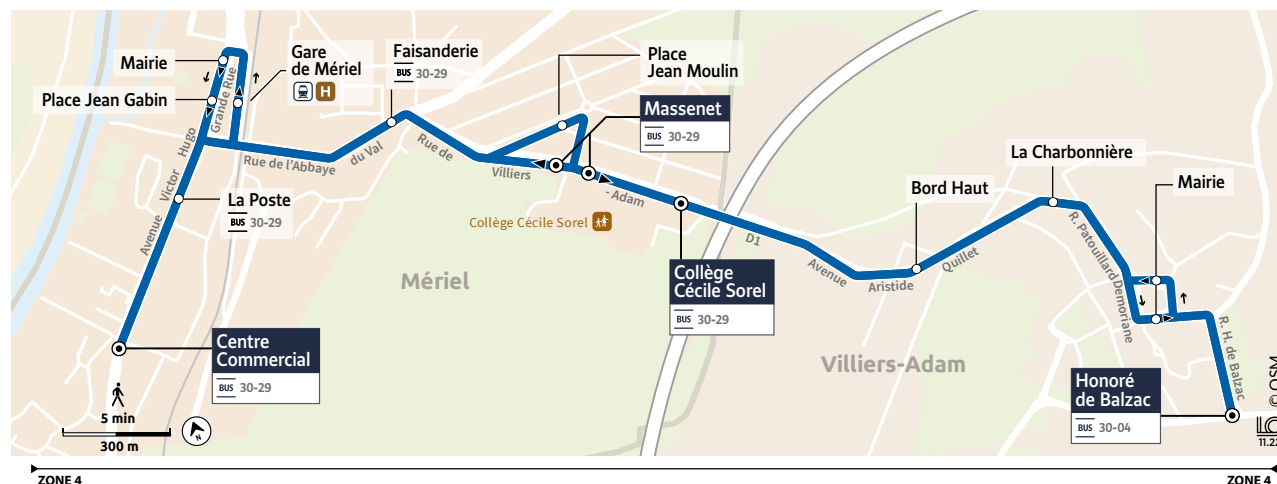 Mairie
Place Jean Gabin
Grande Rue
Gare
de Mériel
H
Faisanderie
BUS 30-29
Place
Jean Moulin
Massenet
BUS 30-29
Avenue Victor Hugo
La Poste
BUS 30-29
Rue de l'Abbaye du Val
Rue de Villiers - Adam
Collège Cécile Sorel
Mériel
Collège
Cécile Sorel
BUS 30-29
D1
Avenue Aristide Quillet
Bord Haut
La Charbonnière
Mairie
R. Patouillard Demoriane
R. H. de Balzac
Villiers-Adam
Honoré
de Balzac
BUS 30-04
Centre
Commercial
BUS 30-29
5 min
300 m
N
© OSM
11.22
ZONE 4
ZONE 4